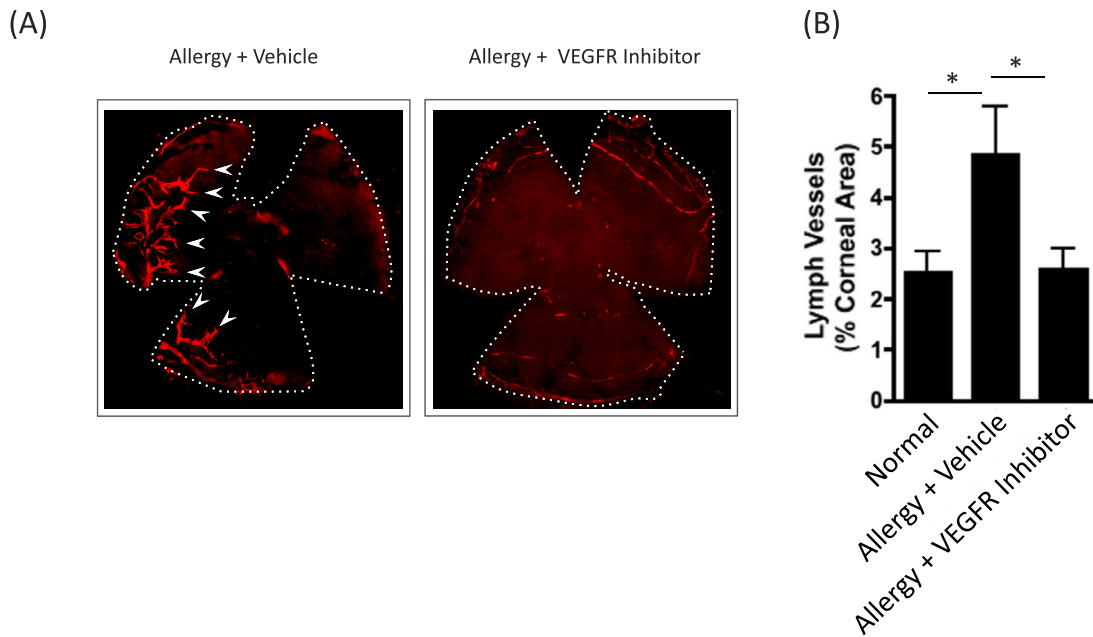 (A)
Allergy + Vehicle
Allergy + VEGFR Inhibitor
(B)
*
*
Lymph Vessels
(% Corneal Area)
6
5
4
3
2
1
0
Normal
Allergy + Vehicle
Allergy + VEGFR Inhibitor